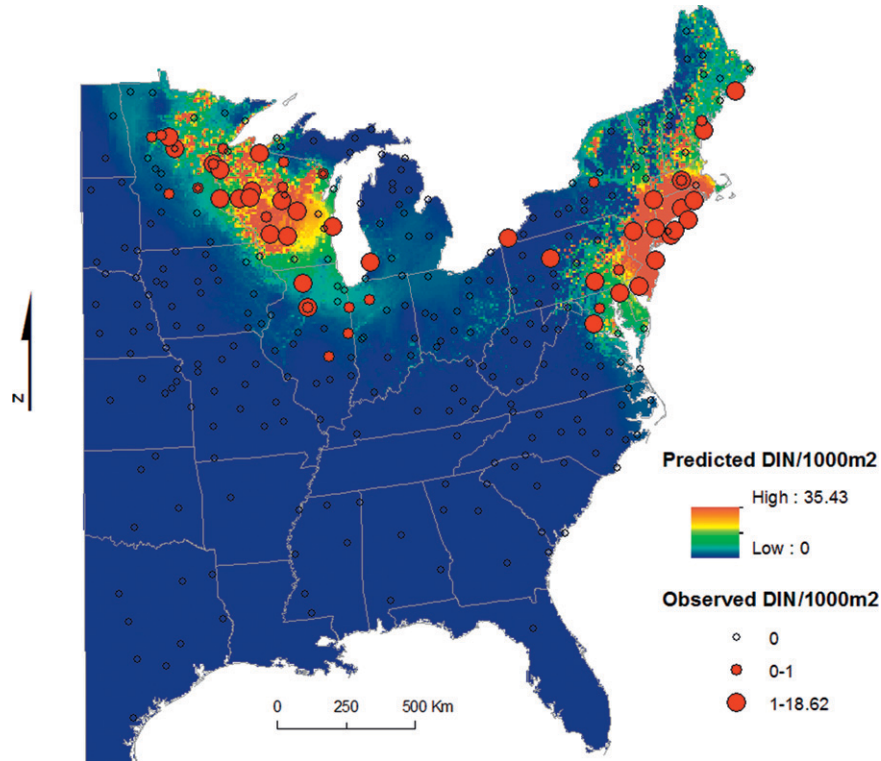 N
Predicted DIN/1000m2
High : 35.43
Low : 0
Observed DIN/1000m2
0
0-1
1-18.62
0 250 500 Km